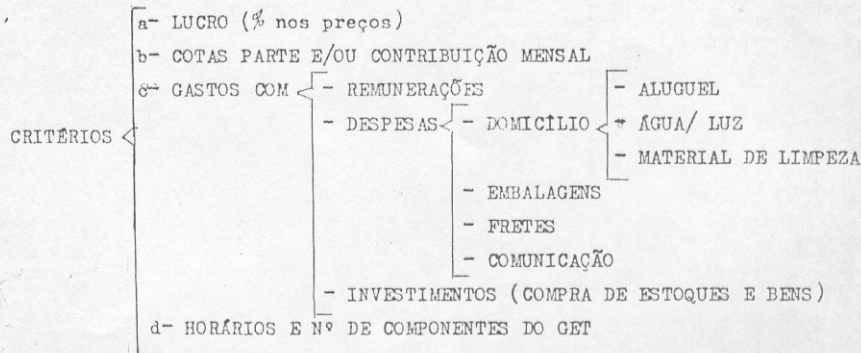 a- LUCRO (% nos preços)
b- COTAS PARTE E/OU CONTRIBUIÇÃO MENSAL
c- GASTOS COM - REMUNERAÇÕES - ALUGUEL
- DESPESAS - DOMICÍLIO - ÁGUA/ LUZ
CRITÉRIOS
- MATERIAL DE LIMPEZA
- EMBALAGENS
- FRETES
- COMUNICAÇÃO
- INVESTIMENTOS (COMPRA DE ESTOQUES E BENS)
d- HORÁRIOS E Nº DE COMPONENTES DO GET